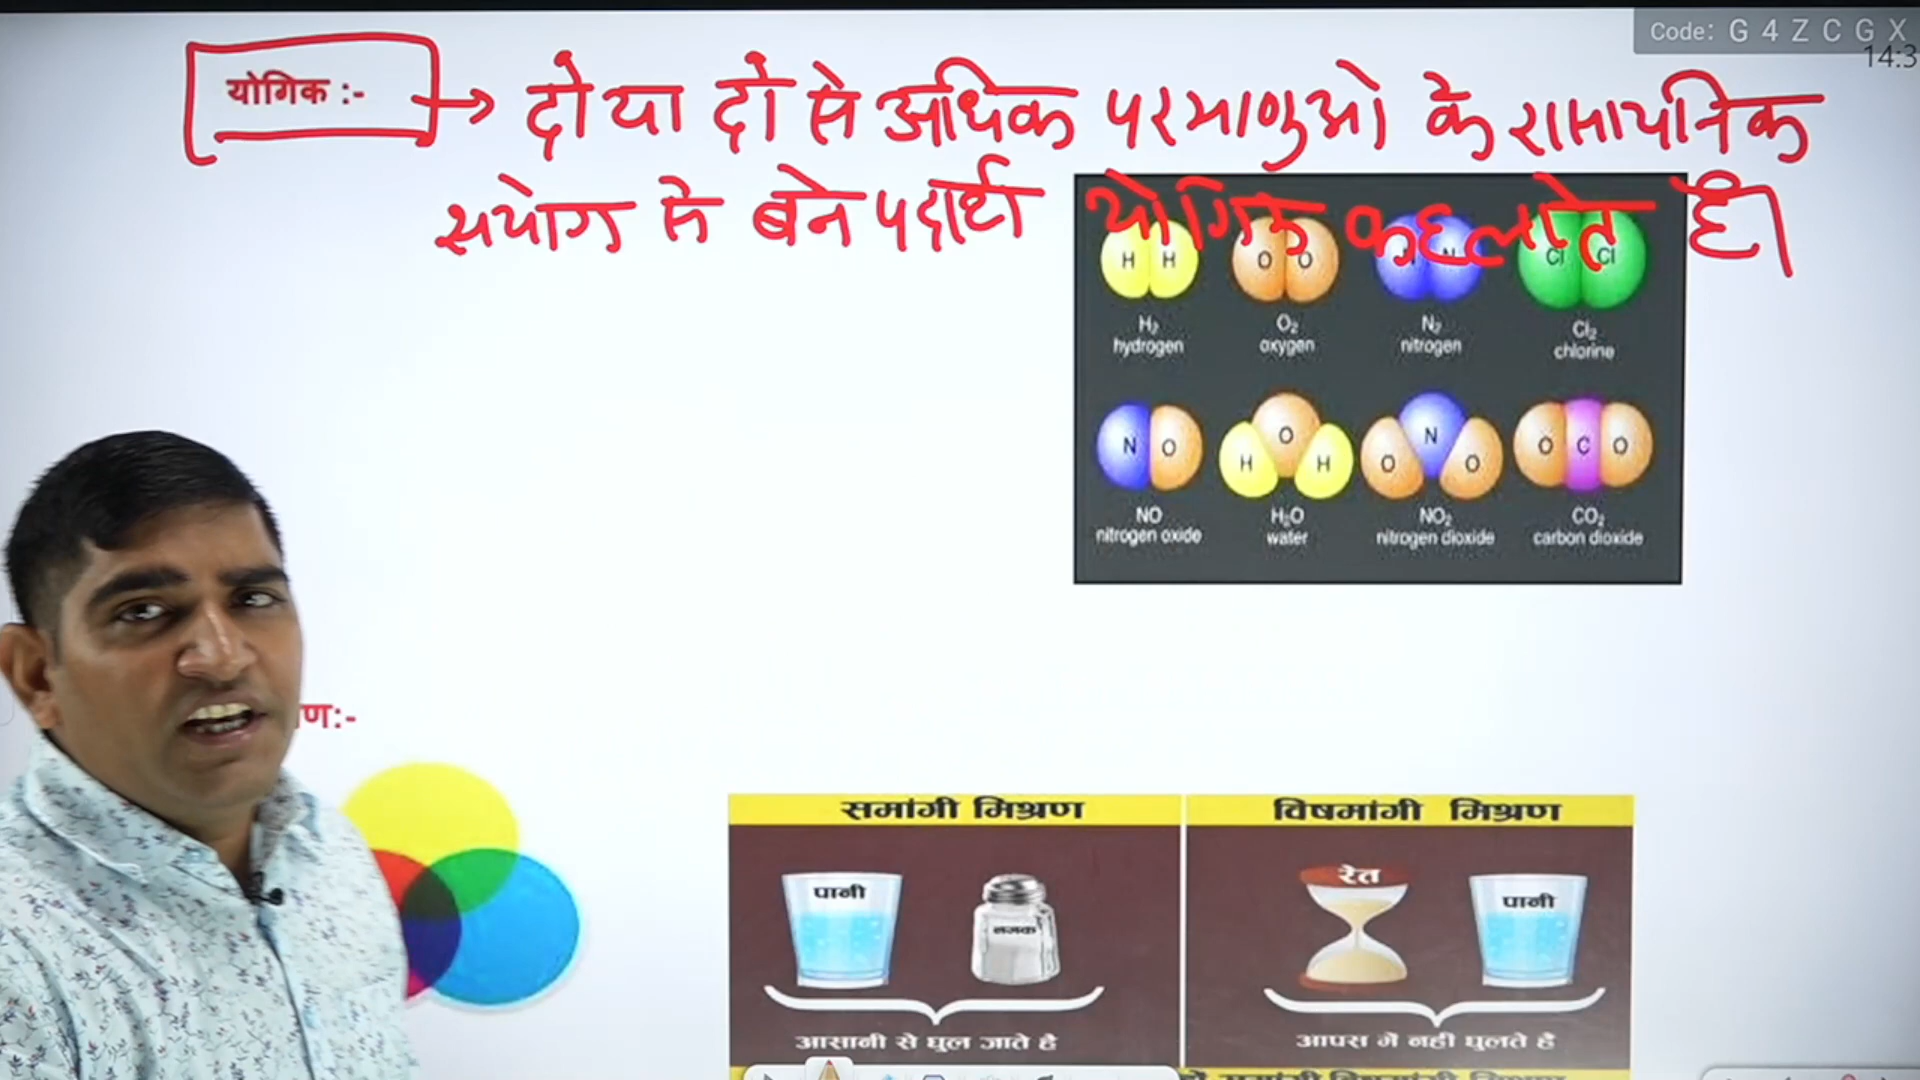 Code: G 4 Z C G X
14:3
योगिक :- → दो या दो से अधिक परमाणुओ के रासायनिक
सयोग से बने पदार्थ योगिक कहलाते है।
H H O O N N Cl Cl
H₂ O₂ N₂ Cl₂
hydrogen oxygen nitrogen chlorine
N O H O H O N O O C O
NO H₂O NO₂ CO₂
nitrogen oxide water nitrogen dioxide carbon dioxide
ण:-
समांगी मिश्रण विषमांगी मिश्रण
पानी नमक रेत पानी
आसानी से घुल जाते है आपस में नही घुलते है